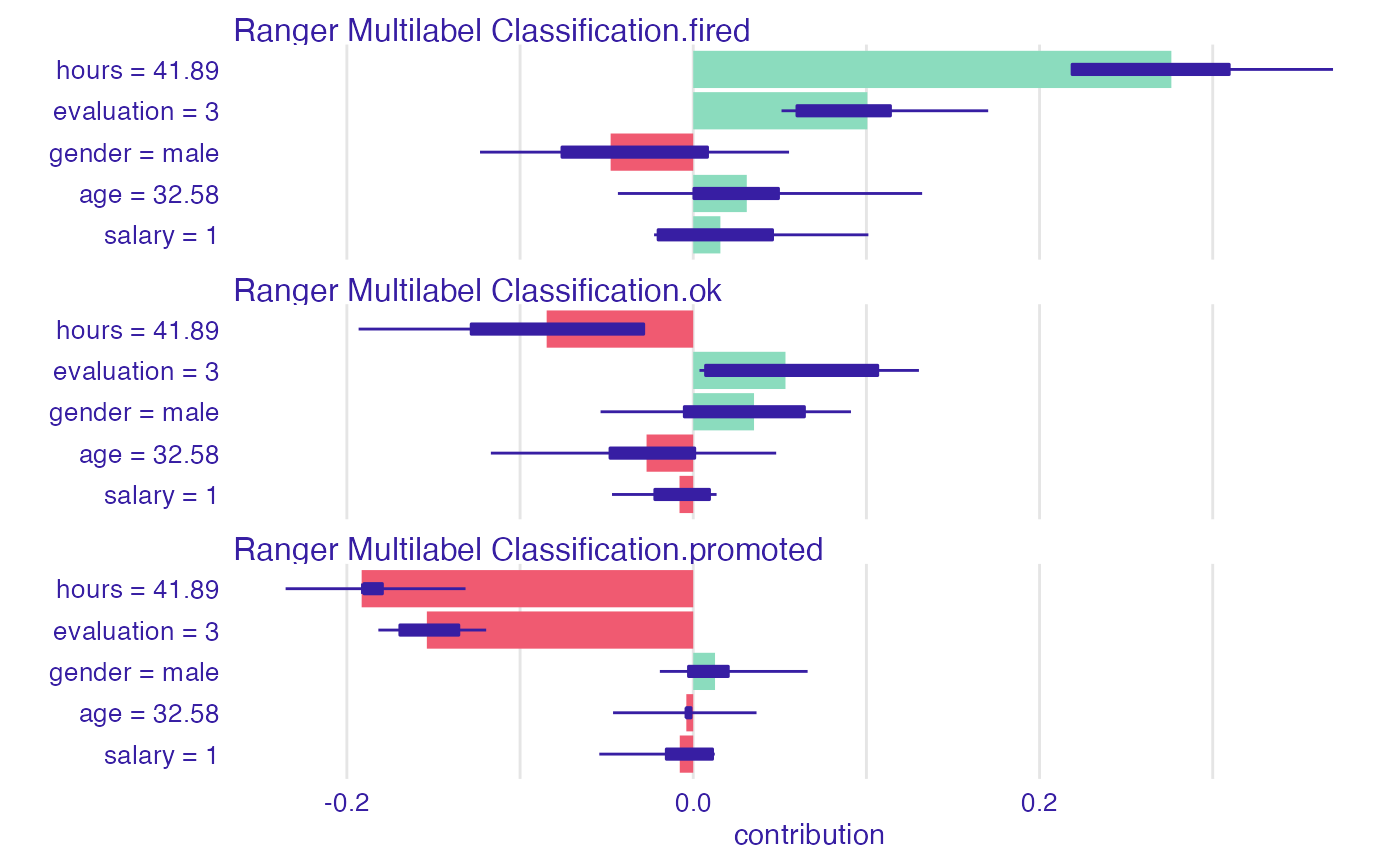 Ranger Multilabel Classification.fired
hours = 41.89
evaluation = 3
gender = male
age = 32.58
salary = 1
Ranger Multilabel Classification.ok
hours = 41.89
evaluation = 3
gender = male
age = 32.58
salary = 1
Ranger Multilabel Classification.promoted
hours = 41.89
evaluation = 3
gender = male
age = 32.58
salary = 1
-0.2 0.0 0.2
contribution